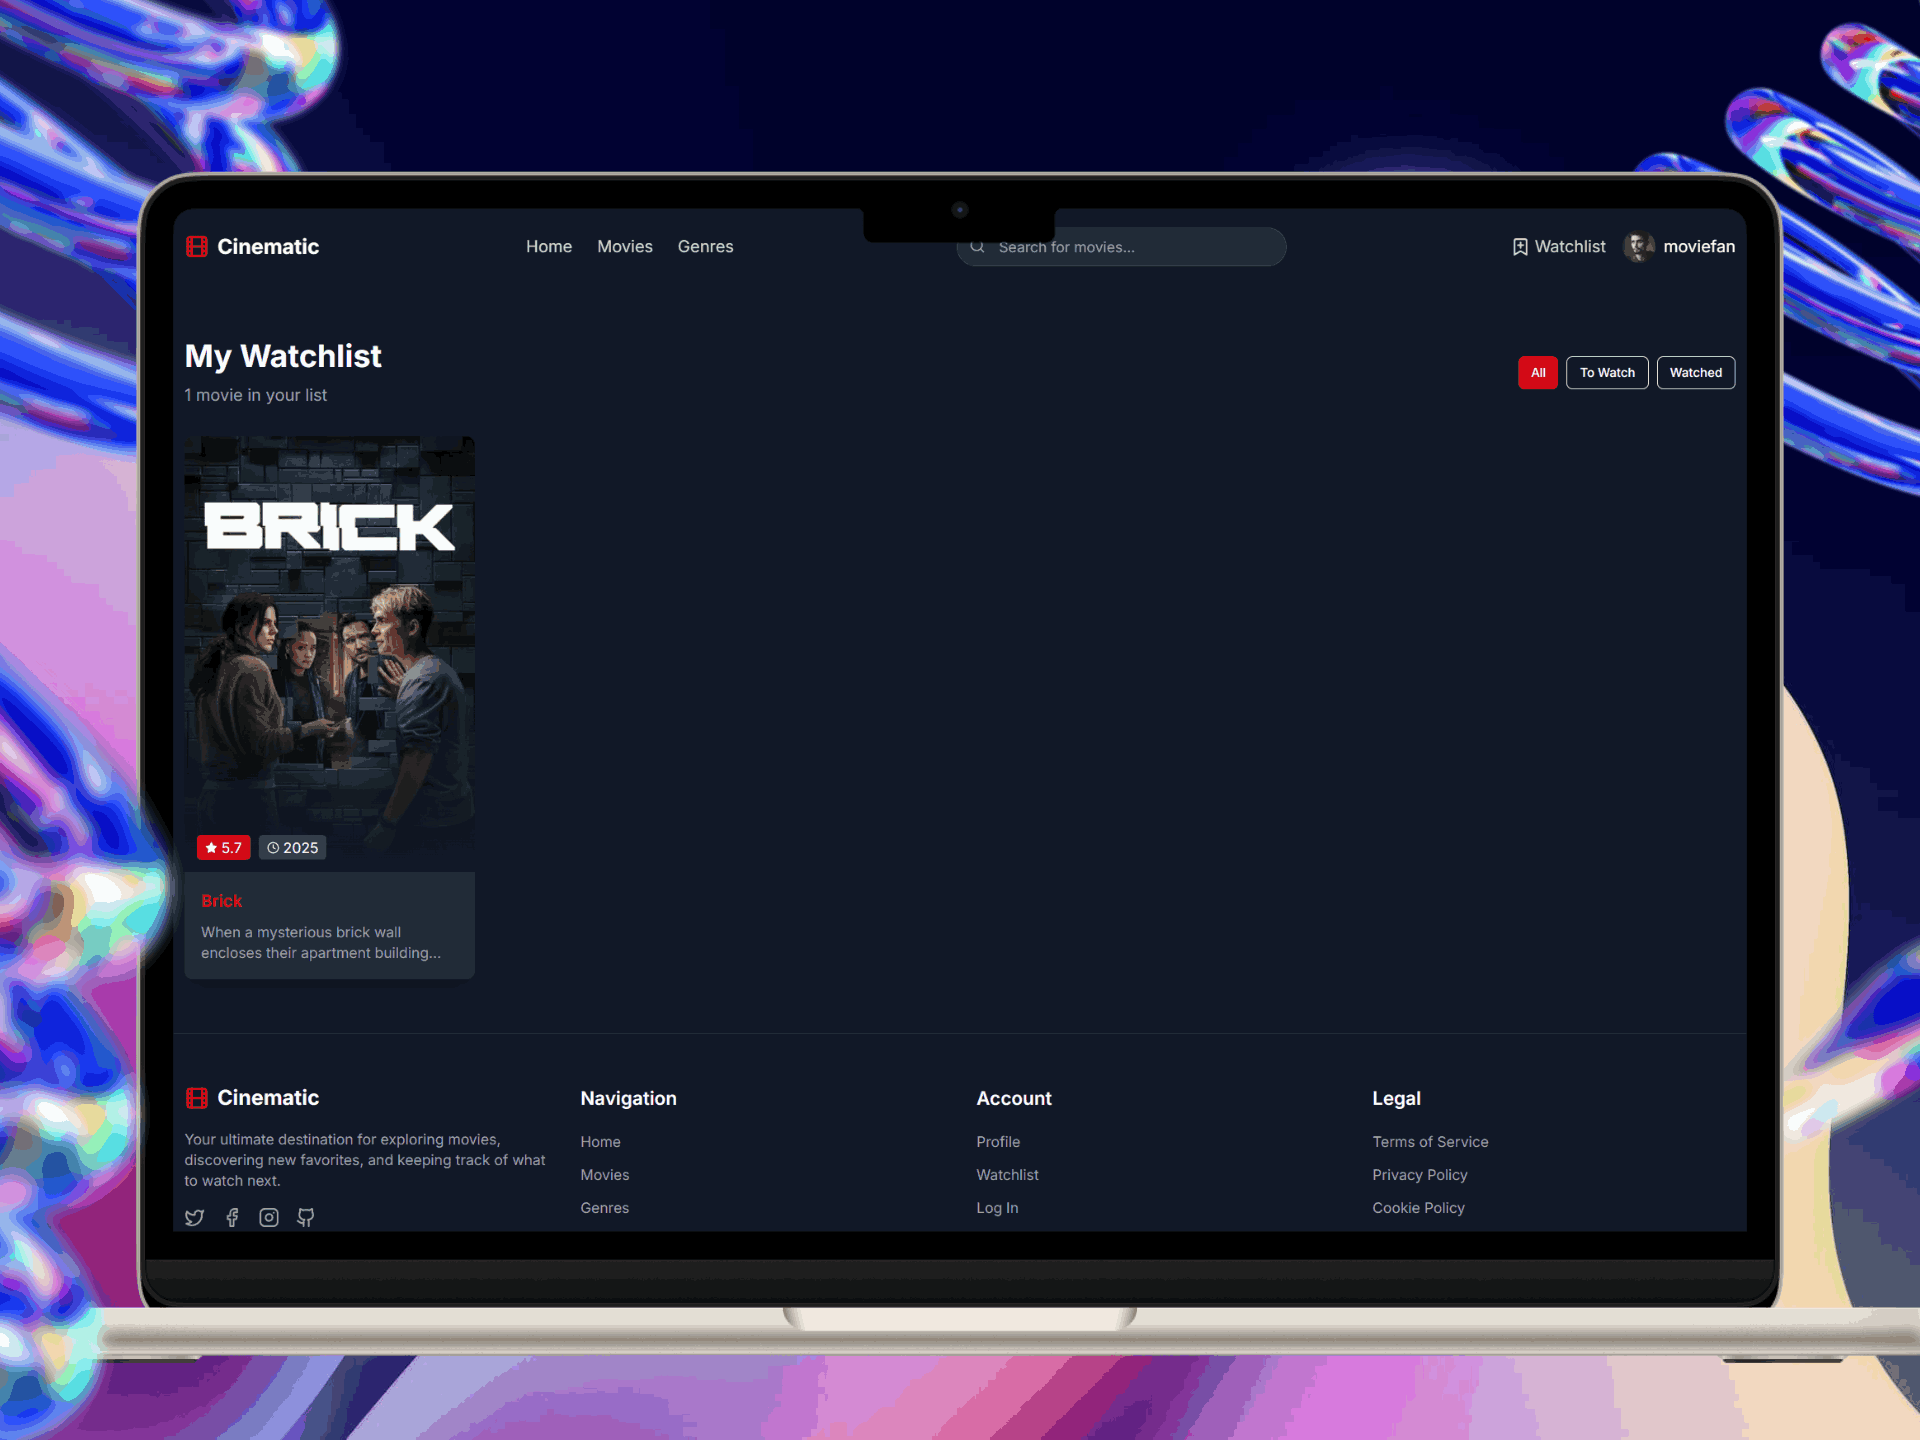 Cinematic
Home Movies Genres
Search for movies...
Watchlist moviefan
My Watchlist
1 movie in your list
All To Watch Watched
BRICK
5.7 2025
Brick
When a mysterious brick wall
encloses their apartment building...
Cinematic
Your ultimate destination for exploring movies,
discovering new favorites, and keeping track of what
to watch next.
Navigation
Home
Movies
Genres
Account
Profile
Watchlist
Log In
Legal
Terms of Service
Privacy Policy
Cookie Policy